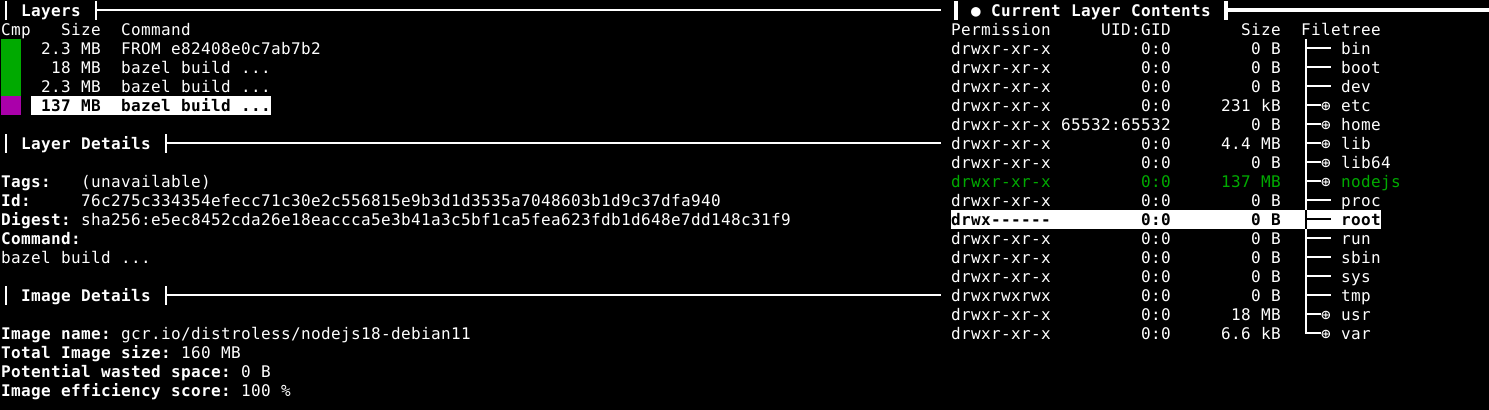 Layers
Cmp Size Command
2.3 MB FROM e82408e0c7ab7b2
18 MB bazel build ...
2.3 MB bazel build ...
137 MB bazel build ...
Layer Details
Tags: (unavailable)
Id: 76c275c334354efecc71c30e2c556815e9b3d1d3535a7048603b1d9c37dfa940
Digest: sha256:e5ec8452cda26e18eaccca5e3b41a3c5bf1ca5fea623fdb1d648e7dd148c31f9
Command:
bazel build ...
Image Details
Image name: gcr.io/distroless/nodejs18-debian11
Total Image size: 160 MB
Potential wasted space: 0 B
Image efficiency score: 100 %
● Current Layer Contents
Permission UID:GID Size Filetree
drwxr-xr-x 0:0 0 B ├── bin
drwxr-xr-x 0:0 0 B ├── boot
drwxr-xr-x 0:0 0 B ├── dev
drwxr-xr-x 0:0 231 kB ├─⊕ etc
drwxr-xr-x 65532:65532 0 B ├─⊕ home
drwxr-xr-x 0:0 4.4 MB ├─⊕ lib
drwxr-xr-x 0:0 0 B ├─⊕ lib64
drwxr-xr-x 0:0 137 MB ├─⊕ nodejs
drwxr-xr-x 0:0 0 B ├── proc
drwx------ 0:0 0 B ├── root
drwxr-xr-x 0:0 0 B ├── run
drwxr-xr-x 0:0 0 B ├── sbin
drwxr-xr-x 0:0 0 B ├── sys
drwxrwxrwx 0:0 0 B ├── tmp
drwxr-xr-x 0:0 18 MB ├─⊕ usr
drwxr-xr-x 0:0 6.6 kB └─⊕ var